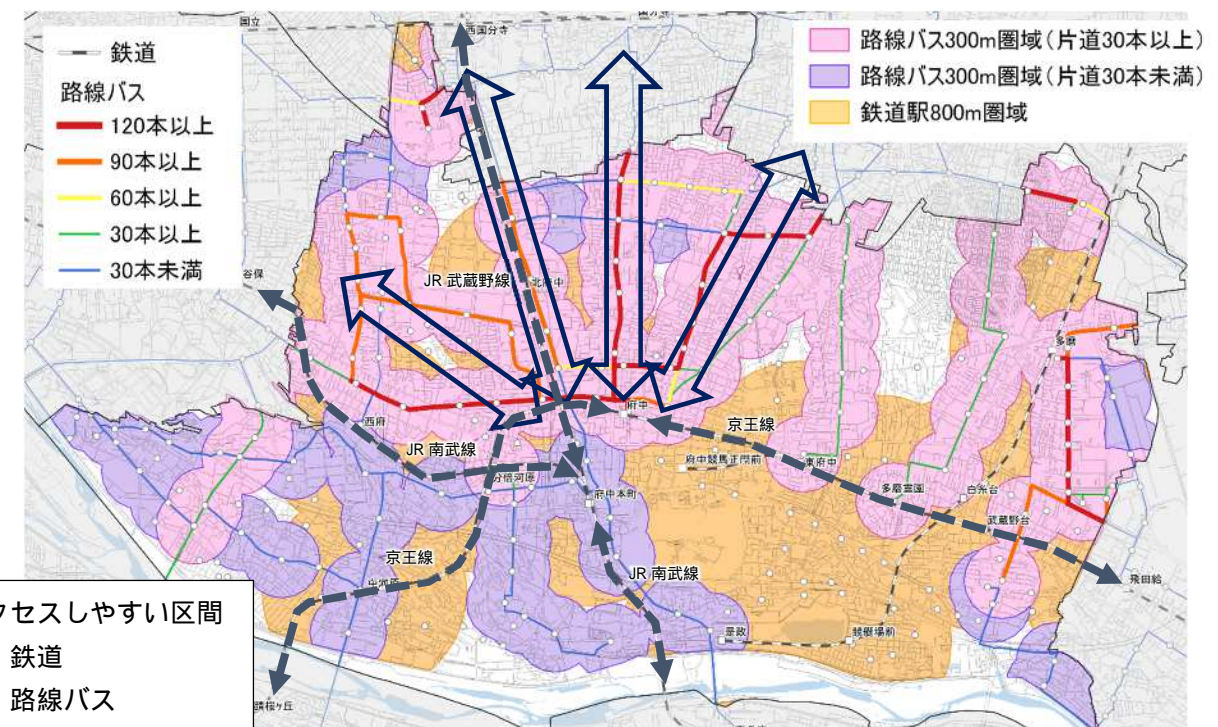 鉄道
路線バス
120本以上
90本以上
60本以上
30本以上
30本未満
路線バス300m圏域(片道30本以上)
路線バス300m圏域(片道30本未満)
鉄道駅800m圏域
国立
西国分寺
谷保
JR 武蔵野線
北府中
多磨
西府
府中
京王線
JR 南武線
分倍河原
府中競馬正門前
東府中
府中本町
多磨霊園
白糸台
武蔵野台
京王線
JR 南武線
飛田給
是政
競艇場前
クセスしやすい区間
鉄道
路線バス